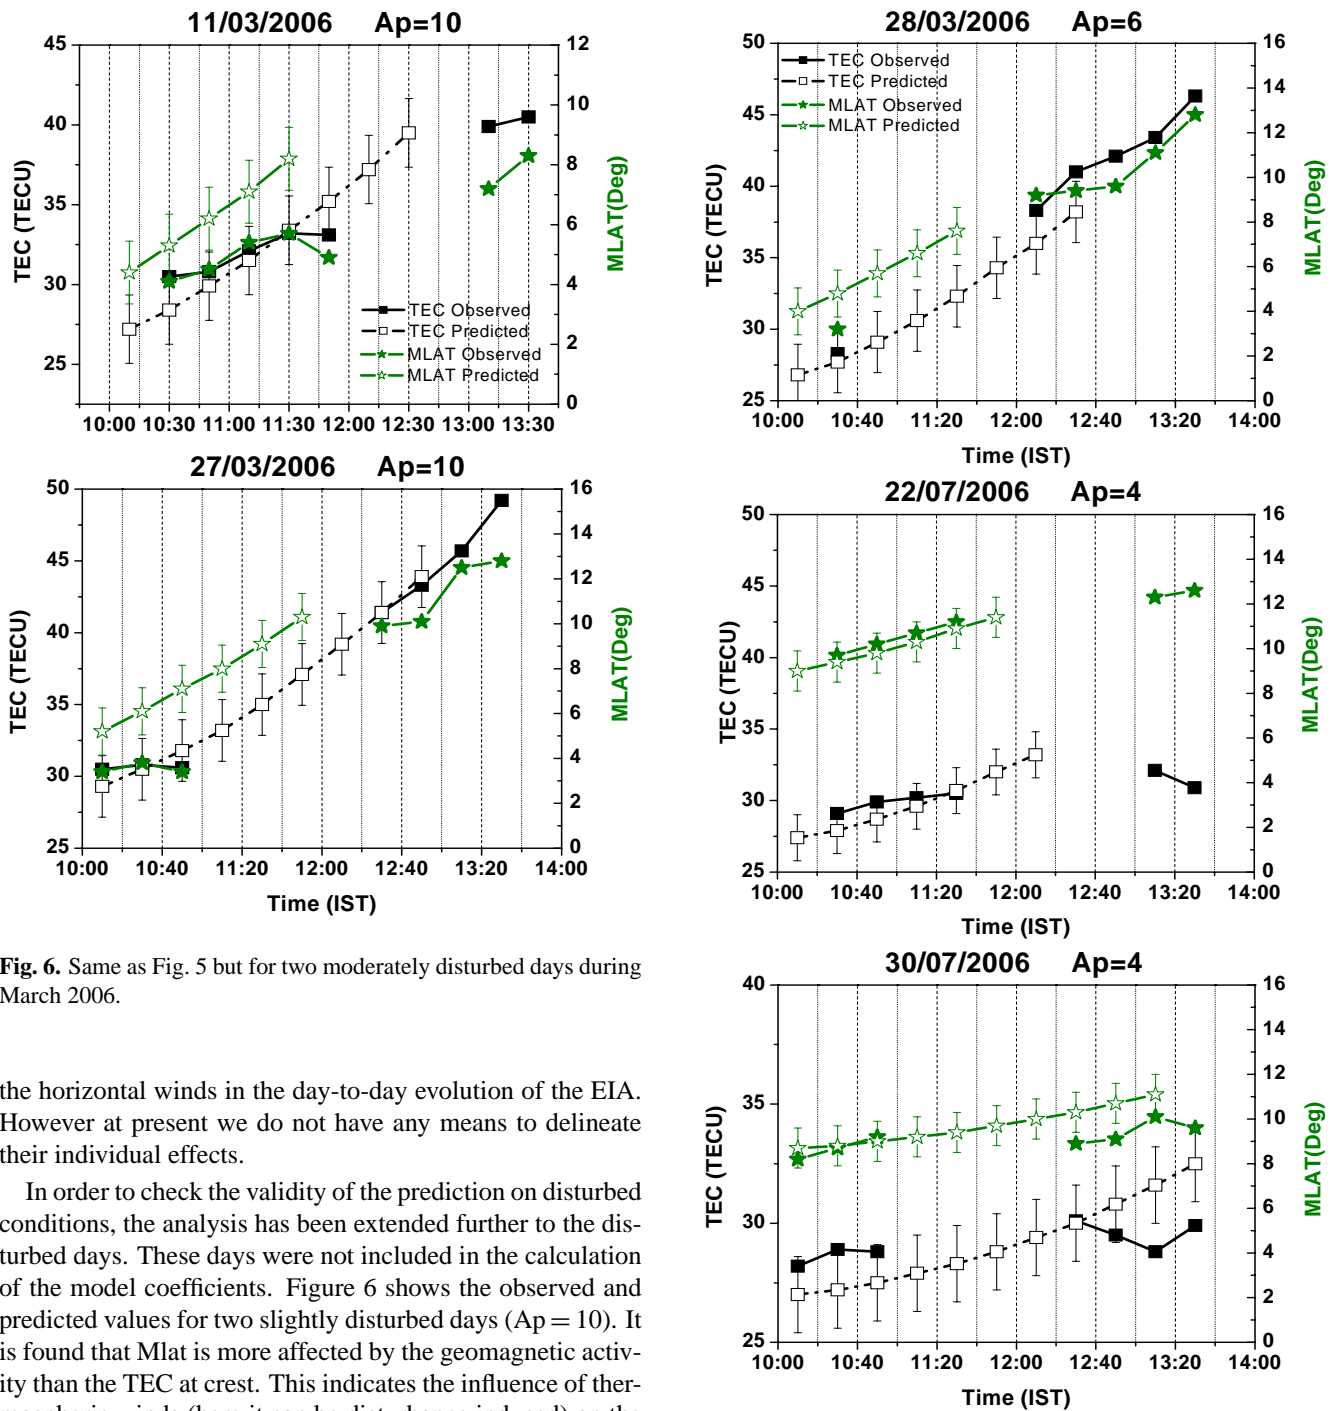 11/03/2006 Ap=10
45
40
35
30
25
TEC (TECU)
12
10
8
6
4
2
0
MLAT(Deg)
TEC Observed
TEC Predicted
MLAT Observed
MLAT Predicted
10:00 10:30 11:00 11:30 12:00 12:30 13:00 13:30
27/03/2006 Ap=10
50
45
40
35
30
25
TEC (TECU)
16
14
12
10
8
6
4
2
0
MLAT(Deg)
10:00 10:40 11:20 12:00 12:40 13:20 14:00
Time (IST)
Fig. 6. Same as Fig. 5 but for two moderately disturbed days during
March 2006.
the horizontal winds in the day-to-day evolution of the EIA.
However at present we do not have any means to delineate
their individual effects.
In order to check the validity of the prediction on disturbed
conditions, the analysis has been extended further to the dis-
turbed days. These days were not included in the calculation
of the model coefficients. Figure 6 shows the observed and
predicted values for two slightly disturbed days (Ap = 10). It
is found that Mlat is more affected by the geomagnetic activ-
ity than the TEC at crest. This indicates the influence of ther-
28/03/2006 Ap=6
50
45
40
35
30
25
TEC (TECU)
16
14
12
10
8
6
4
2
0
MLAT(Deg)
TEC Observed
TEC Predicted
MLAT Observed
MLAT Predicted
10:00 10:40 11:20 12:00 12:40 13:20 14:00
Time (IST)
22/07/2006 Ap=4
50
45
40
35
30
25
TEC (TECU)
16
14
12
10
8
6
4
2
0
MLAT(Deg)
10:00 10:40 11:20 12:00 12:40 13:20 14:00
Time (IST)
30/07/2006 Ap=4
40
35
30
25
TEC (TECU)
16
14
12
10
8
6
4
2
0
MLAT(Deg)
10:00 10:40 11:20 12:00 12:40 13:20 14:00
Time (IST)